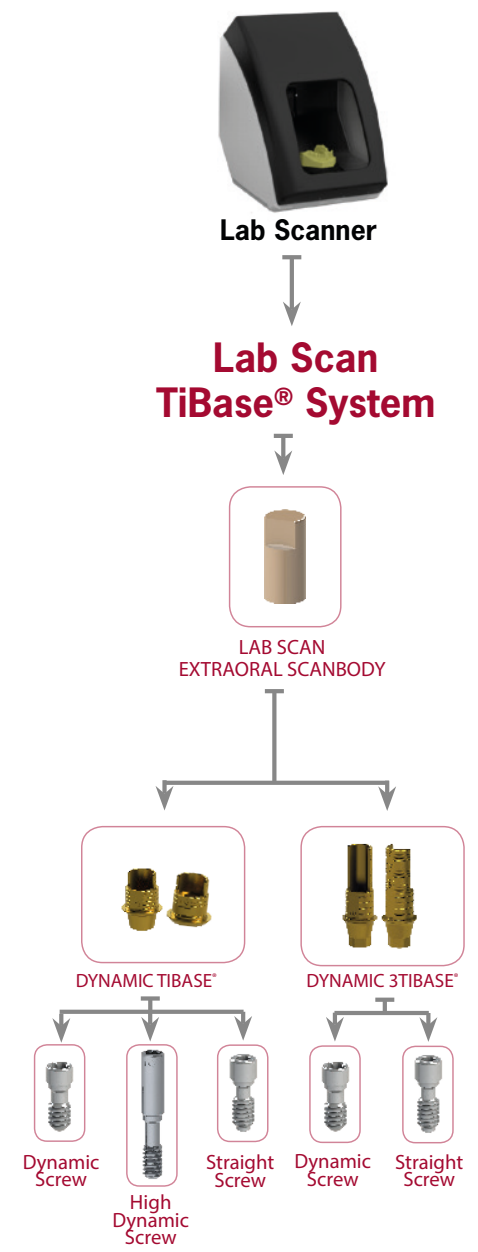 Lab Scanner
Lab Scan
TiBase® System
LAB SCAN
EXTRAORAL SCANBODY
DYNAMIC TIBASE®
DYNAMIC 3TIBASE®
Dynamic
Screw
High
Dynamic
Screw
Straight
Screw
Dynamic
Screw
Straight
Screw